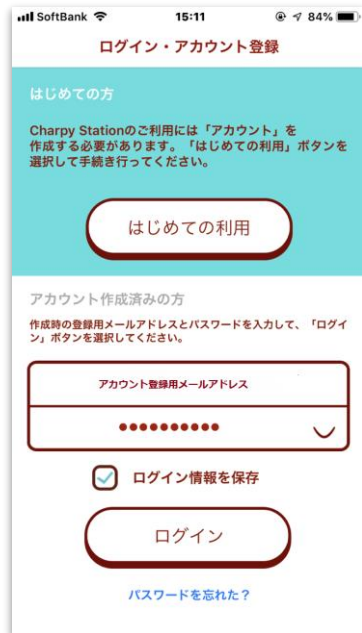 SoftBank 15:11 84%
ログイン・アカウント登録
はじめての方
Charpy Stationのご利用には「アカウント」を
作成する必要があります。「はじめての利用」ボタンを
選択して手続き行ってください。
はじめての利用
アカウント作成済みの方
作成時の登録用メールアドレスとパスワードを入力して、「ログイ
ン」ボタンを選択してください。
アカウント登録用メールアドレス
●●●●●●●●●●
ログイン情報を保存
ログイン
パスワードを忘れた？